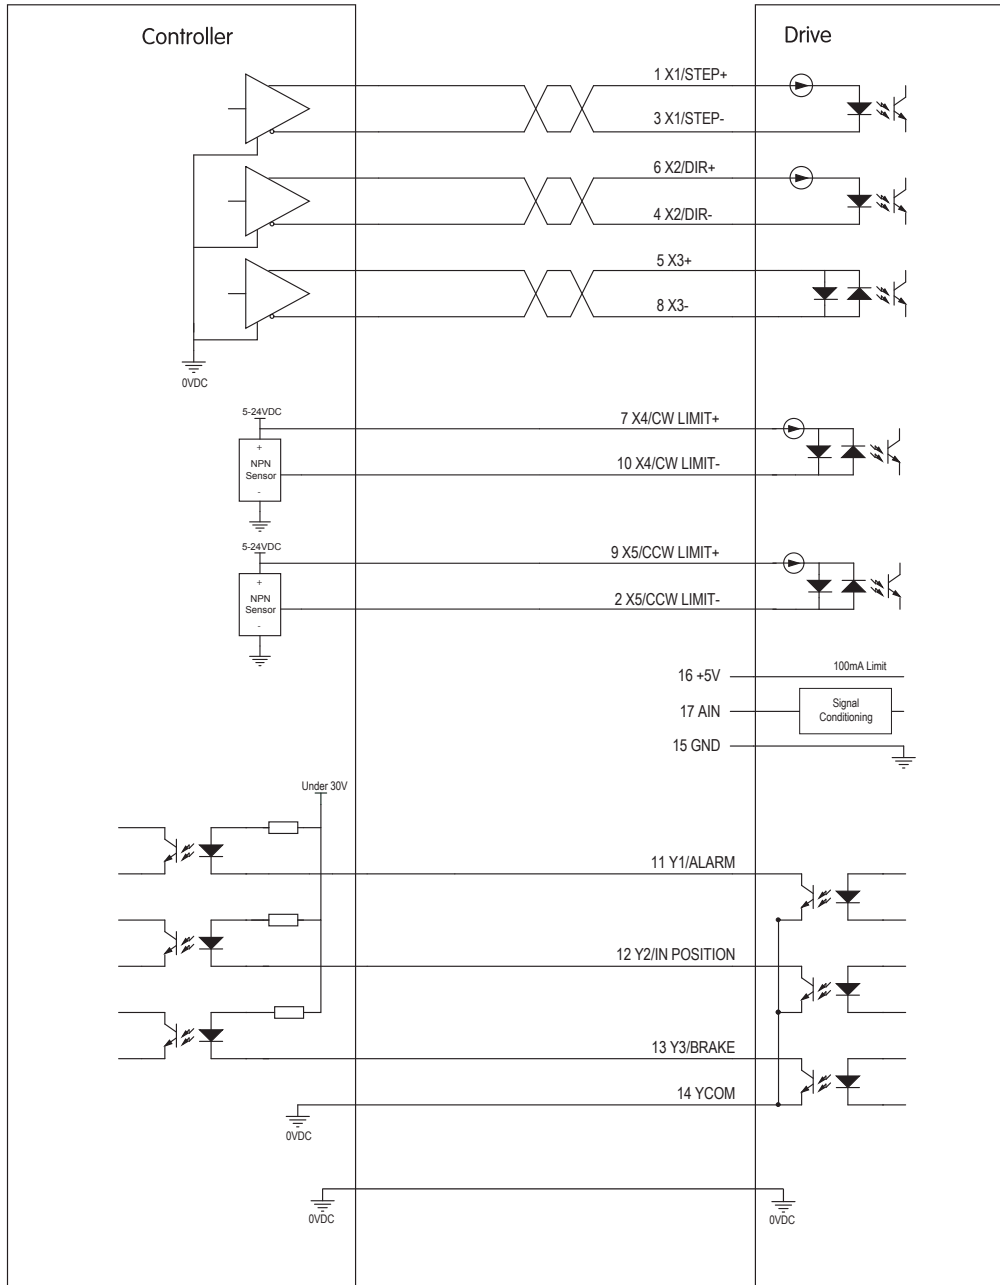 Controller
Drive
1 X1/STEP+
3 X1/STEP-
6 X2/DIR+
4 X2/DIR-
5 X3+
8 X3-
0VDC
5-24VDC
+
NPN
Sensor
-
7 X4/CW LIMIT+
10 X4/CW LIMIT-
5-24VDC
+
NPN
Sensor
-
9 X5/CCW LIMIT+
2 X5/CCW LIMIT-
16 +5V
100mA Limit
17 AIN
Signal
Conditioning
15 GND
Under 30V
11 Y1/ALARM
12 Y2/IN POSITION
13 Y3/BRAKE
14 YCOM
0VDC
0VDC
0VDC